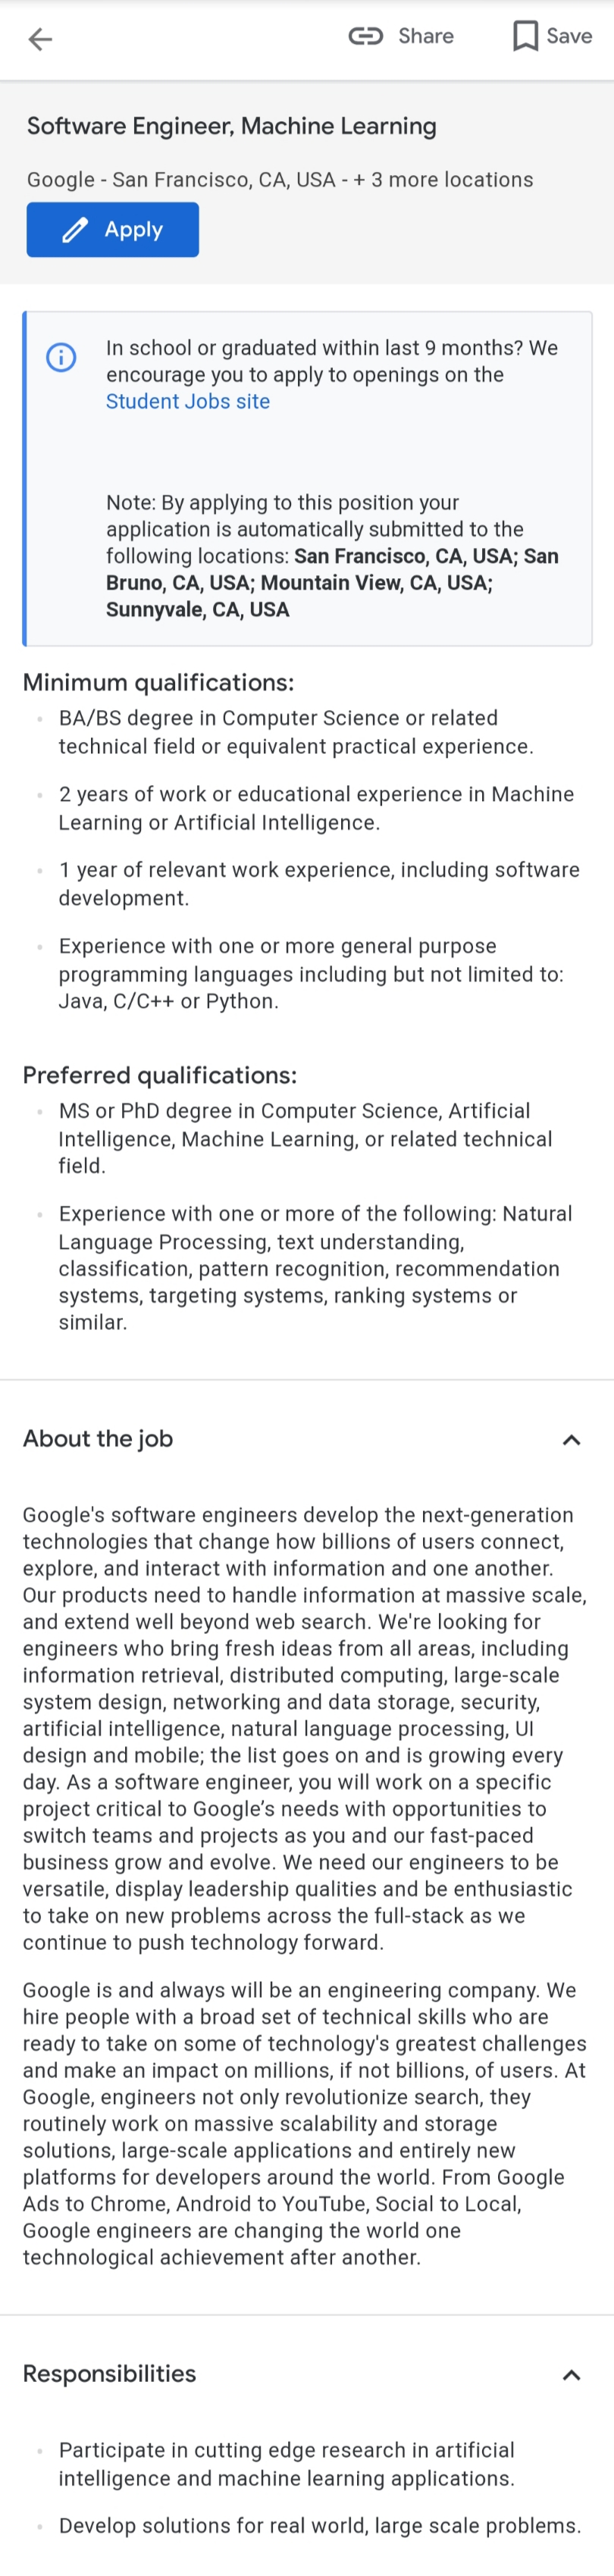 Share
Save
Software Engineer, Machine Learning
Google - San Francisco, CA, USA - + 3 more locations
Apply
In school or graduated within last 9 months? We
encourage you to apply to openings on the
Student Jobs site
Note: By applying to this position your
application is automatically submitted to the
following locations: San Francisco, CA, USA; San
Bruno, CA, USA; Mountain View, CA, USA;
Sunnyvale, CA, USA
Minimum qualifications:
BA/BS degree in Computer Science or related
technical field or equivalent practical experience.
2 years of work or educational experience in Machine
Learning or Artificial Intelligence.
1 year of relevant work experience, including software
development.
Experience with one or more general purpose
programming languages including but not limited to:
Java, C/C++ or Python.
Preferred qualifications:
MS or PhD degree in Computer Science, Artificial
Intelligence, Machine Learning, or related technical
field.
Experience with one or more of the following: Natural
Language Processing, text understanding,
classification, pattern recognition, recommendation
systems, targeting systems, ranking systems or
similar.
About the job
Google's software engineers develop the next-generation
technologies that change how billions of users connect,
explore, and interact with information and one another.
Our products need to handle information at massive scale,
and extend well beyond web search. We're looking for
engineers who bring fresh ideas from all areas, including
information retrieval, distributed computing, large-scale
system design, networking and data storage, security,
artificial intelligence, natural language processing, UI
design and mobile; the list goes on and is growing every
day. As a software engineer, you will work on a specific
project critical to Google’s needs with opportunities to
switch teams and projects as you and our fast-paced
business grow and evolve. We need our engineers to be
versatile, display leadership qualities and be enthusiastic
to take on new problems across the full-stack as we
continue to push technology forward.
Google is and always will be an engineering company. We
hire people with a broad set of technical skills who are
ready to take on some of technology's greatest challenges
and make an impact on millions, if not billions, of users. At
Google, engineers not only revolutionize search, they
routinely work on massive scalability and storage
solutions, large-scale applications and entirely new
platforms for developers around the world. From Google
Ads to Chrome, Android to YouTube, Social to Local,
Google engineers are changing the world one
technological achievement after another.
Responsibilities
Participate in cutting edge research in artificial
intelligence and machine learning applications.
Develop solutions for real world, large scale problems.